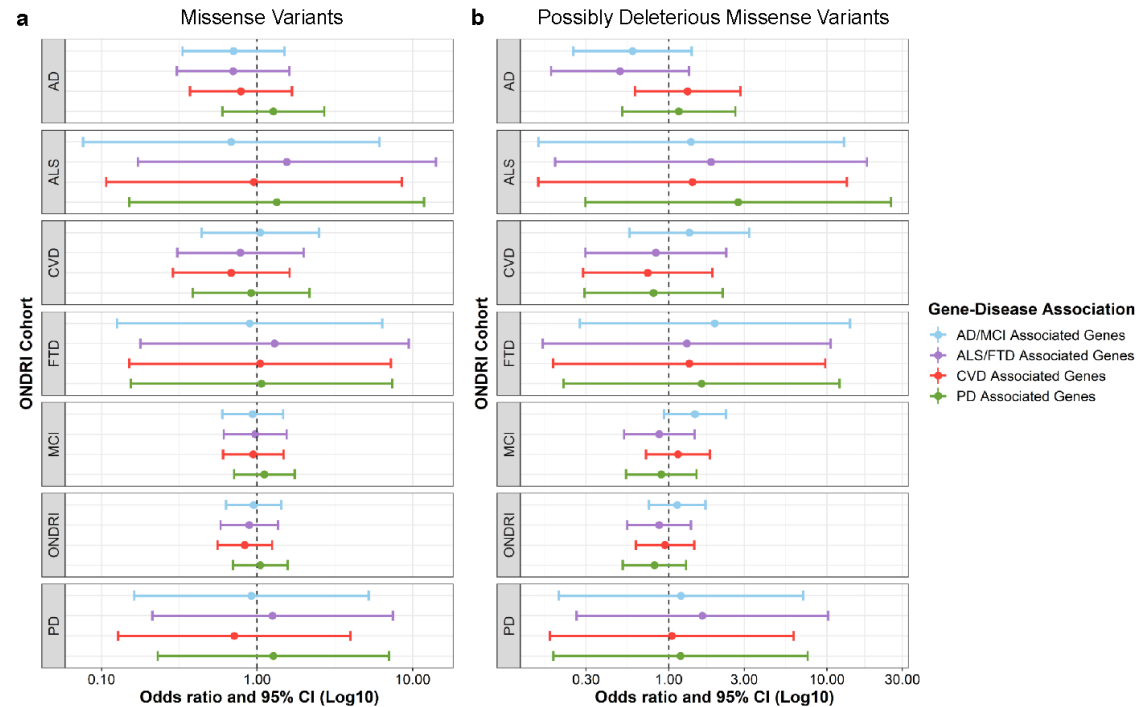 a
Missense Variants
b
Possibly Deleterious Missense Variants
ONDRI Cohort
AD
ALS
CVD
FTD
MCI
ONDRI
PD
0.10
1.00
10.00
Odds ratio and 95% CI (Log10)
ONDRI Cohort
AD
ALS
CVD
FTD
MCI
ONDRI
PD
0.30
1.00
3.00
10.00
30.00
Odds ratio and 95% CI (Log10)
Gene-Disease Association
AD/MCI Associated Genes
ALS/FTD Associated Genes
CVD Associated Genes
PD Associated Genes